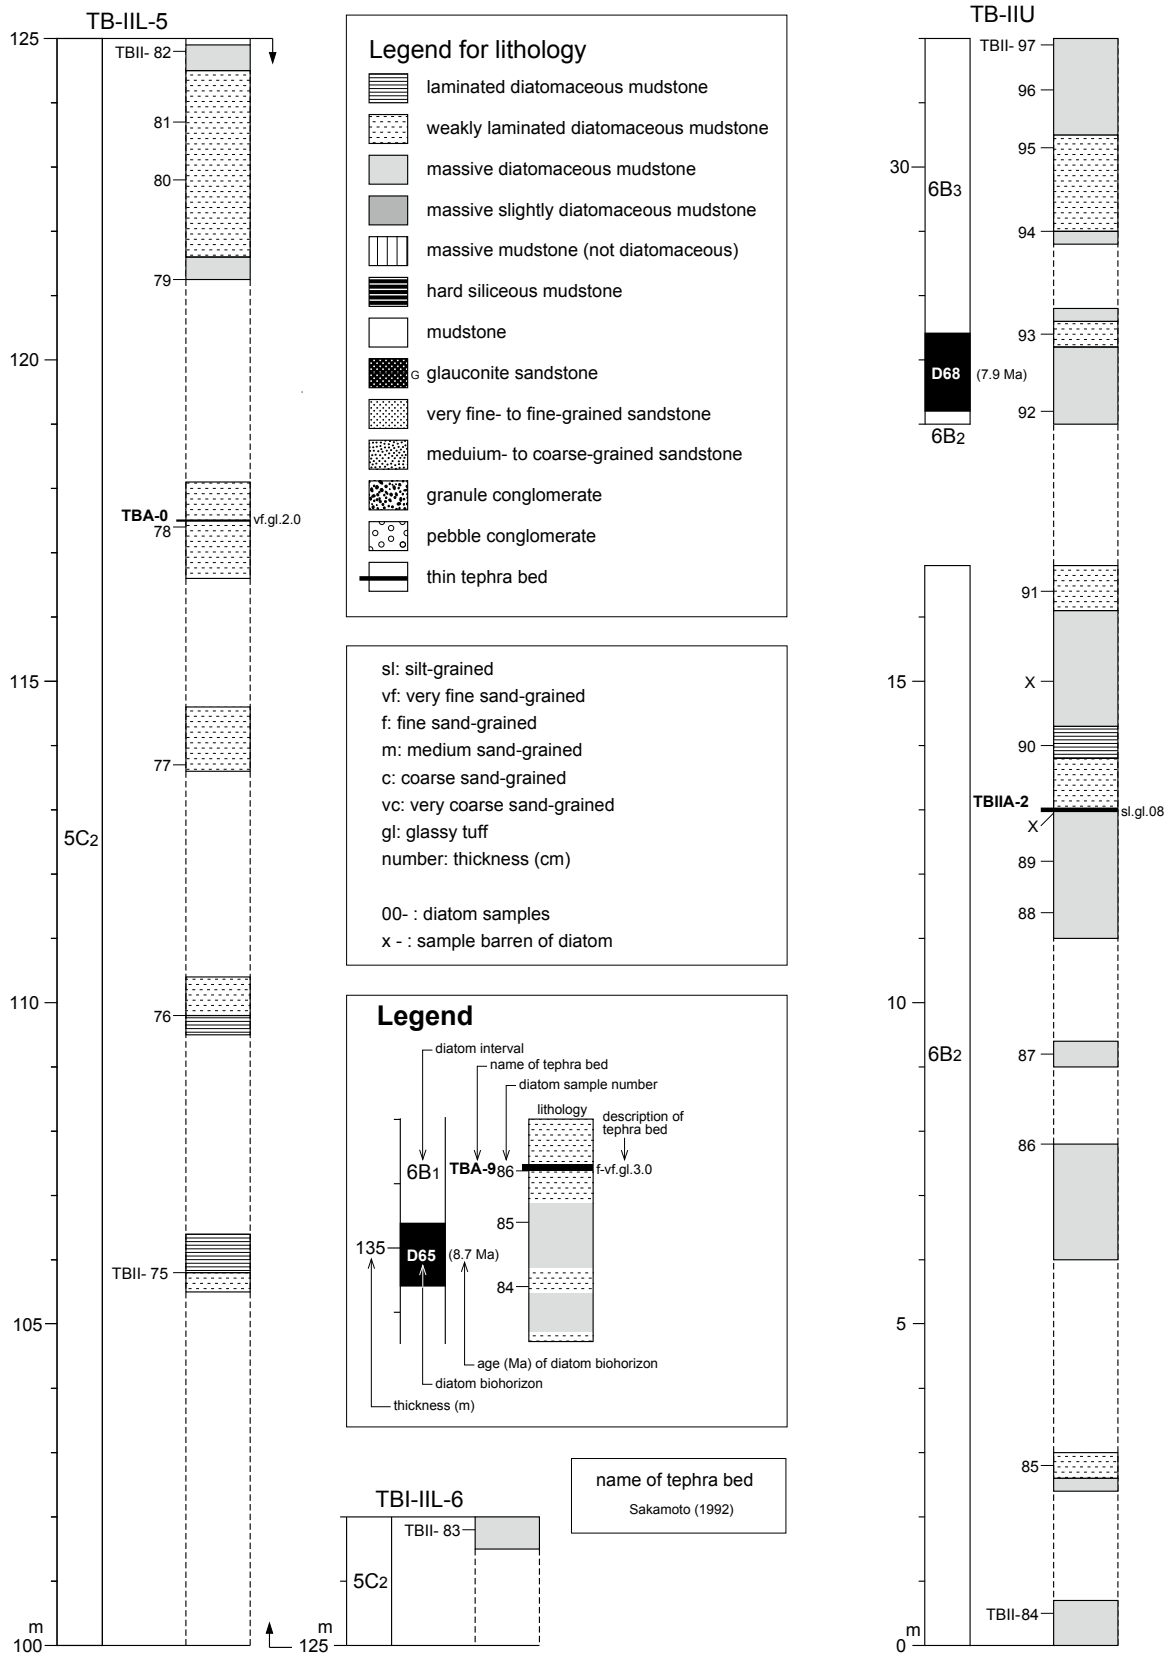 TB-IIL-5
125
TBII- 82
81
80
79
120
TBA-0
78
vf.gl.2.0
115
77
5C2
110
76
TBII- 75
105
m
100
Legend for lithology
laminated diatomaceous mudstone
weakly laminated diatomaceous mudstone
massive diatomaceous mudstone
massive slightly diatomaceous mudstone
massive mudstone (not diatomaceous)
hard siliceous mudstone
mudstone
G glauconite sandstone
very fine- to fine-grained sandstone
meduium- to coarse-grained sandstone
granule conglomerate
pebble conglomerate
thin tephra bed
sl: silt-grained
vf: very fine sand-grained
f: fine sand-grained
m: medium sand-grained
c: coarse sand-grained
vc: very coarse sand-grained
gl: glassy tuff
number: thickness (cm)
00- : diatom samples
x - : sample barren of diatom
Legend
diatom interval
name of tephra bed
diatom sample number
lithology
description of
tephra bed
6B1
TBA-9
86
f-vf.gl.3.0
85
135
D65
(8.7 Ma)
84
age (Ma) of diatom biohorizon
diatom biohorizon
thickness (m)
name of tephra bed
Sakamoto (1992)
TBI-IIL-6
TBII- 83
5C2
m
125
TB-IIU
TBII- 97
96
95
30
6B3
94
93
D68
(7.9 Ma)
92
6B2
91
15
X
90
TBIIA-2
sl.gl.08
X
89
88
10
6B2
87
86
5
85
TBII-84
m
0